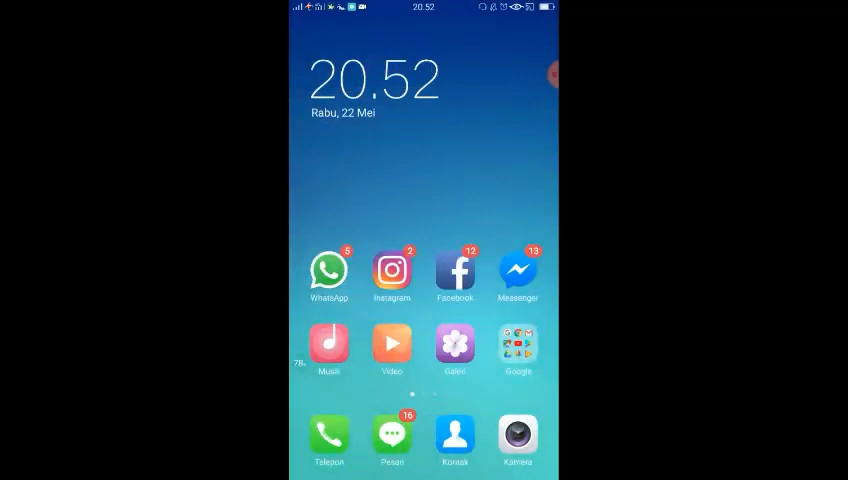 20.52
20.52
Rabu, 22 Mei
5
2
12
13
WhatsApp
Instagram
Facebook
Messenger
Musik
Video
Galeri
Google
16
Telepon
Pesan
Kontak
Kamera